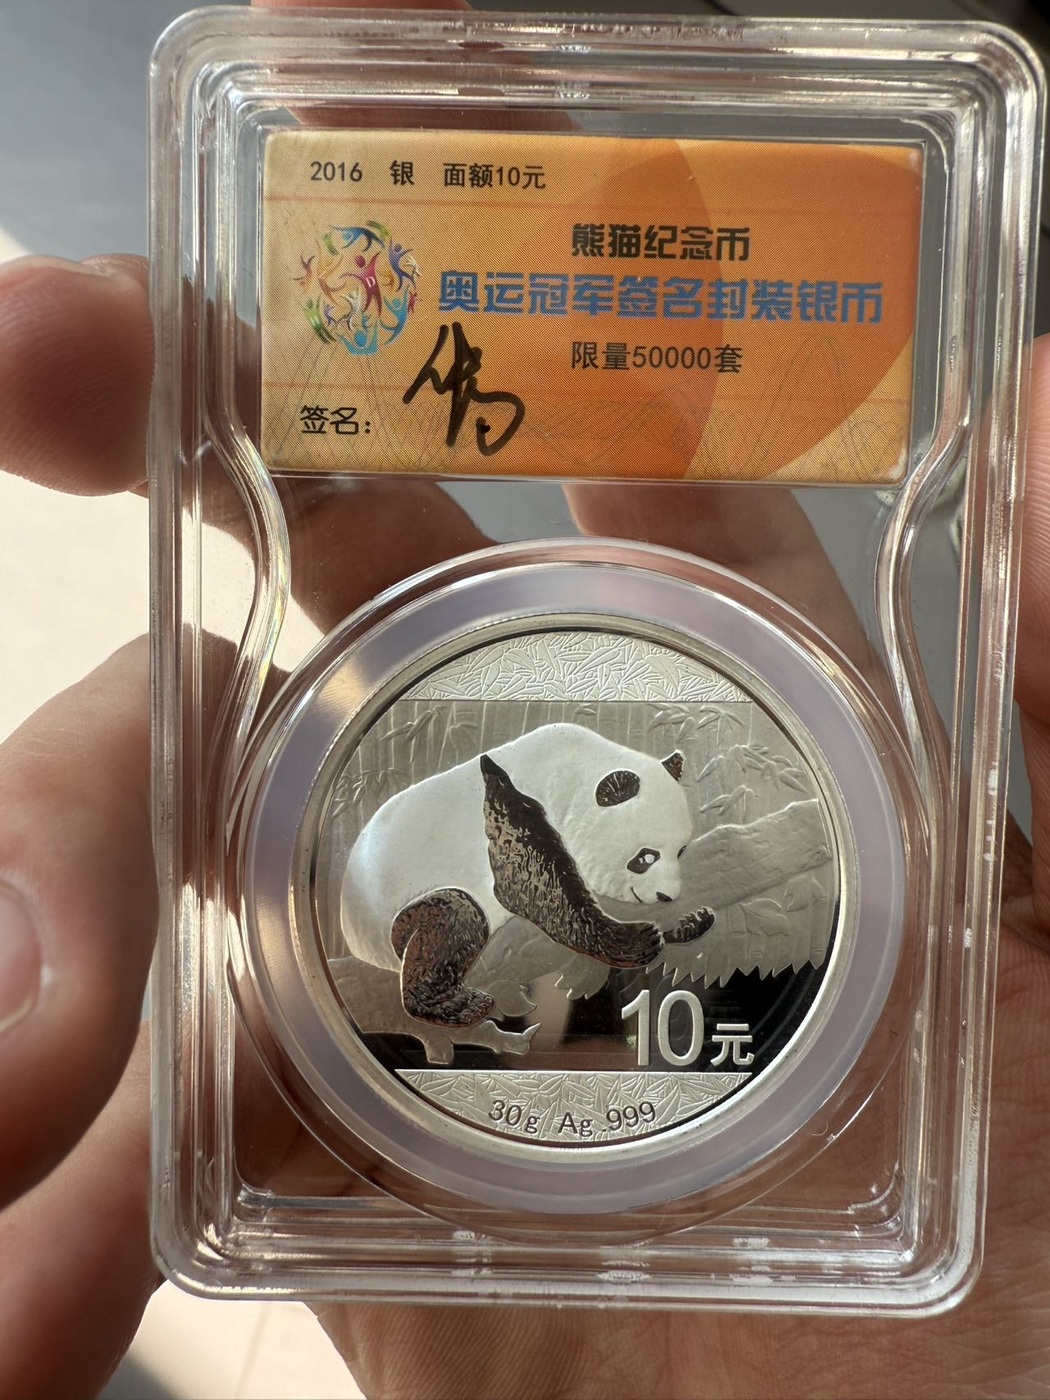 2016 银 面额10元
熊猫纪念币
奥运冠军签名封装银币
限量50000套
签名：
D
10元
30g Ag .999